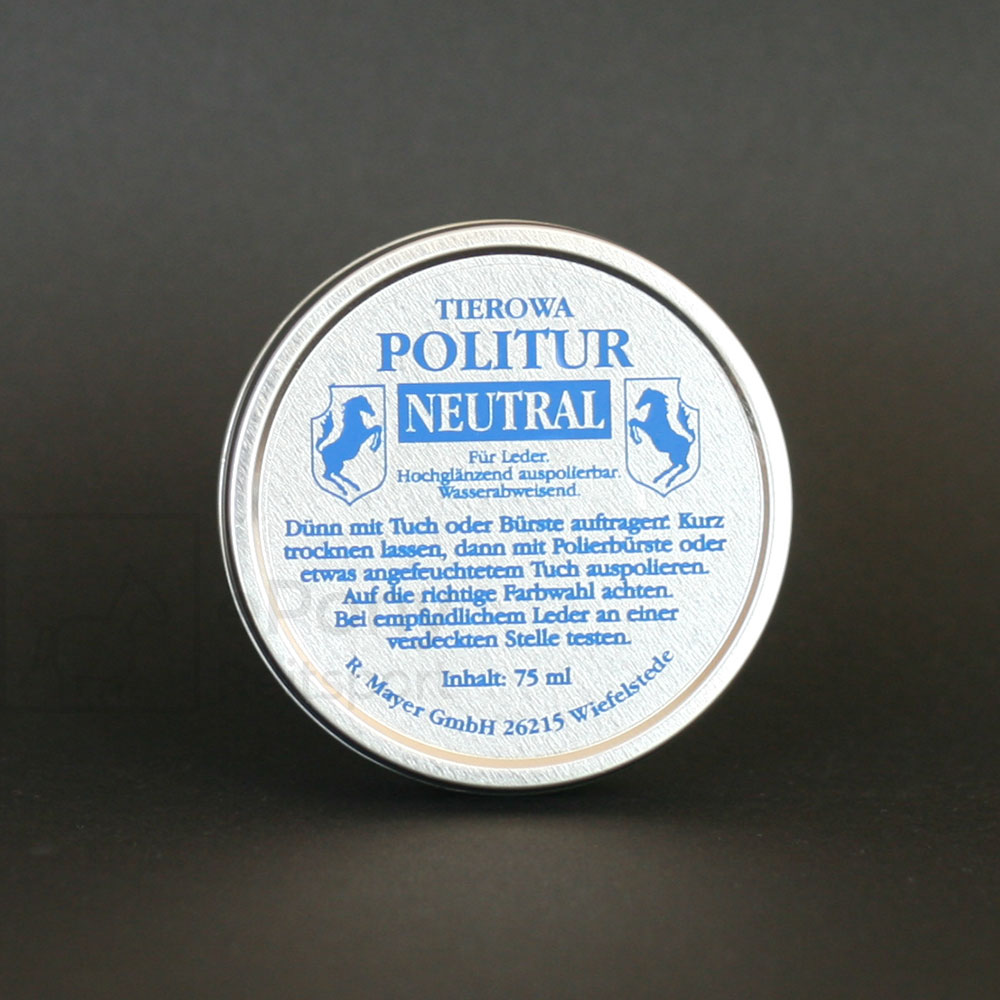 TIEROWA
POLITUR
NEUTRAL
Für Leder.
Hochglänzend auspolierbar.
Wasserabweisend.
Dünn mit Tuch oder Bürste auftragen. Kurz
trocknen lassen, dann mit Polierbürste oder
etwas angefeuchtetem Tuch auspolieren.
Auf die richtige Farbwahl achten.
Bei empfindlichem Leder an einer
verdeckten Stelle testen.
Inhalt: 75 ml
R. Mayer GmbH 26215 Wiefelstede